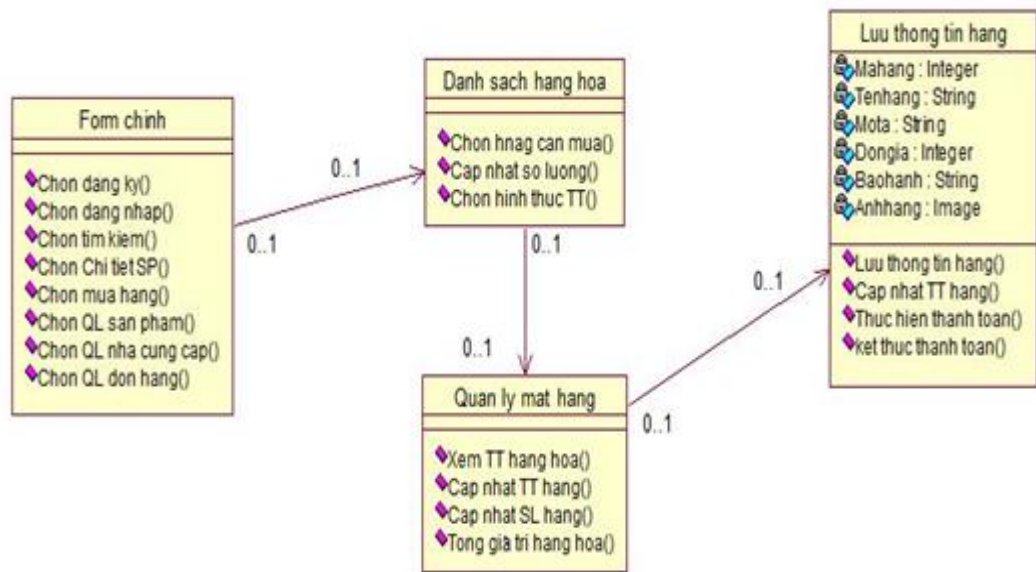 Form chinh
Chon dang ky()
Chon dang nhap()
Chon tim kiem()
Chon Chi tiet SP()
Chon mua hang()
Chon QL san pham()
Chon QL nha cung cap()
Chon QL don hang()
0..1
0..1
Danh sach hang hoa
Chon hnag can mua()
Cap nhat so luong()
Chon hinh thuc TT()
0..1
0..1
Quan ly mat hang
Xem TT hang hoa()
Cap nhat TT hang()
Cap nhat SL hang()
Tong già tri hang hoa()
0..1
0..1
Luu thong tin hang
Mahang : Integer
Tenhang : String
Mota : String
Dongia : Integer
Baohanh : String
Anhhang : Image
Luu thong tin hang()
Cap nhat TT hang()
Thuc hien thanh toan()
ket thuc thanh toan()